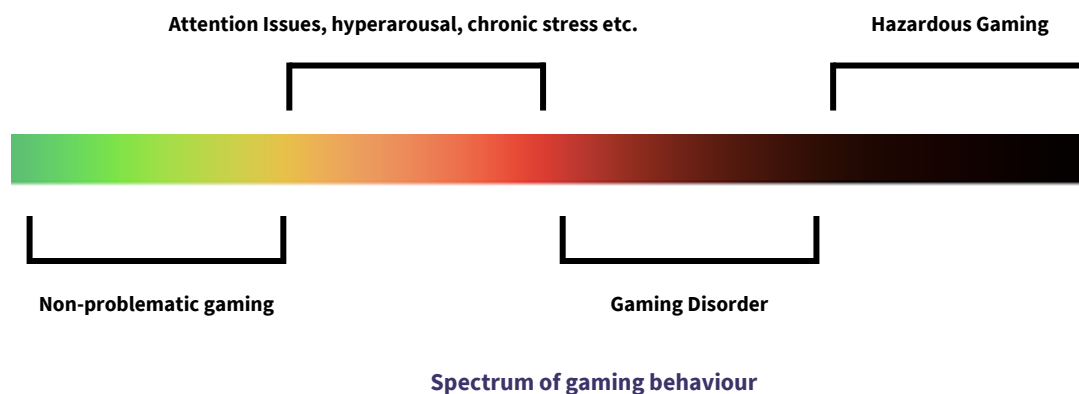 Attention Issues, hyperarousal, chronic stress etc.
Hazardous Gaming
Non-problematic gaming
Gaming Disorder
Spectrum of gaming behaviour